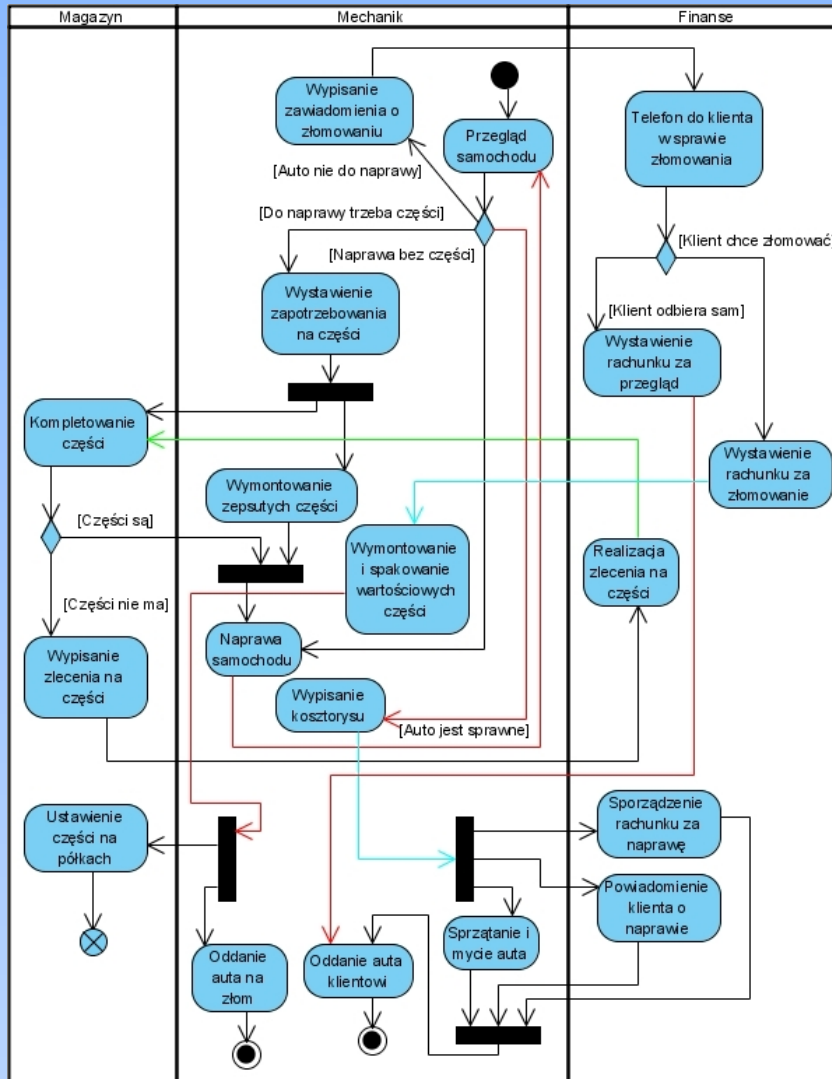 Magazyn
Mechanik
Finanse
Wypisanie
zawiadomienia o
złomowaniu
Przegląd
samochodu
Telefon do klienta
w sprawie
złomowania
[Auto nie do naprawy]
[Do naprawy trzeba części]
[Naprawa bez części]
[Klient chce złomować]
[Klient odbiera sam]
Wystawienie
zapotrzebowania
na części
Wystawienie
rachunku za
przegląd
Kompletowanie
części
Wystawienie
rachunku za
złomowanie
Wymontowanie
zepsutych części
[Części są]
Wymontowanie
i spakowanie
wartościowych
części
Realizacja
zlecenia na
części
[Części nie ma]
Wypisanie
zlecenia na
części
Naprawa
samochodu
Wypisanie
kosztorysu
[Auto jest sprawne]
Ustawienie
części na
półkach
Sporządzenie
rachunku za
naprawę
Powiadomienie
klienta o
naprawie
Sprzątanie i
mycie auta
Oddanie
auta na
złom
Oddanie auta
klientowi